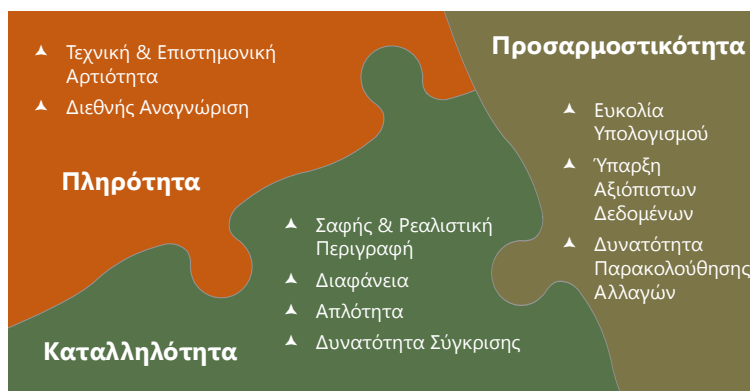 Τεχνική & Επιστημονική
Αρτιότητα
Διεθνής Αναγνώριση
Πληρότητα
Σαφής & Ρεαλιστική
Περιγραφή
Διαφάνεια
Απλότητα
Δυνατότητα Σύγκρισης
Καταλληλότητα
Προσαρμοστικότητα
Ευκολία
Υπολογισμού
Ύπαρξη
Αξιόπιστων
Δεδομένων
Δυνατότητα
Παρακολούθησης
Αλλαγών